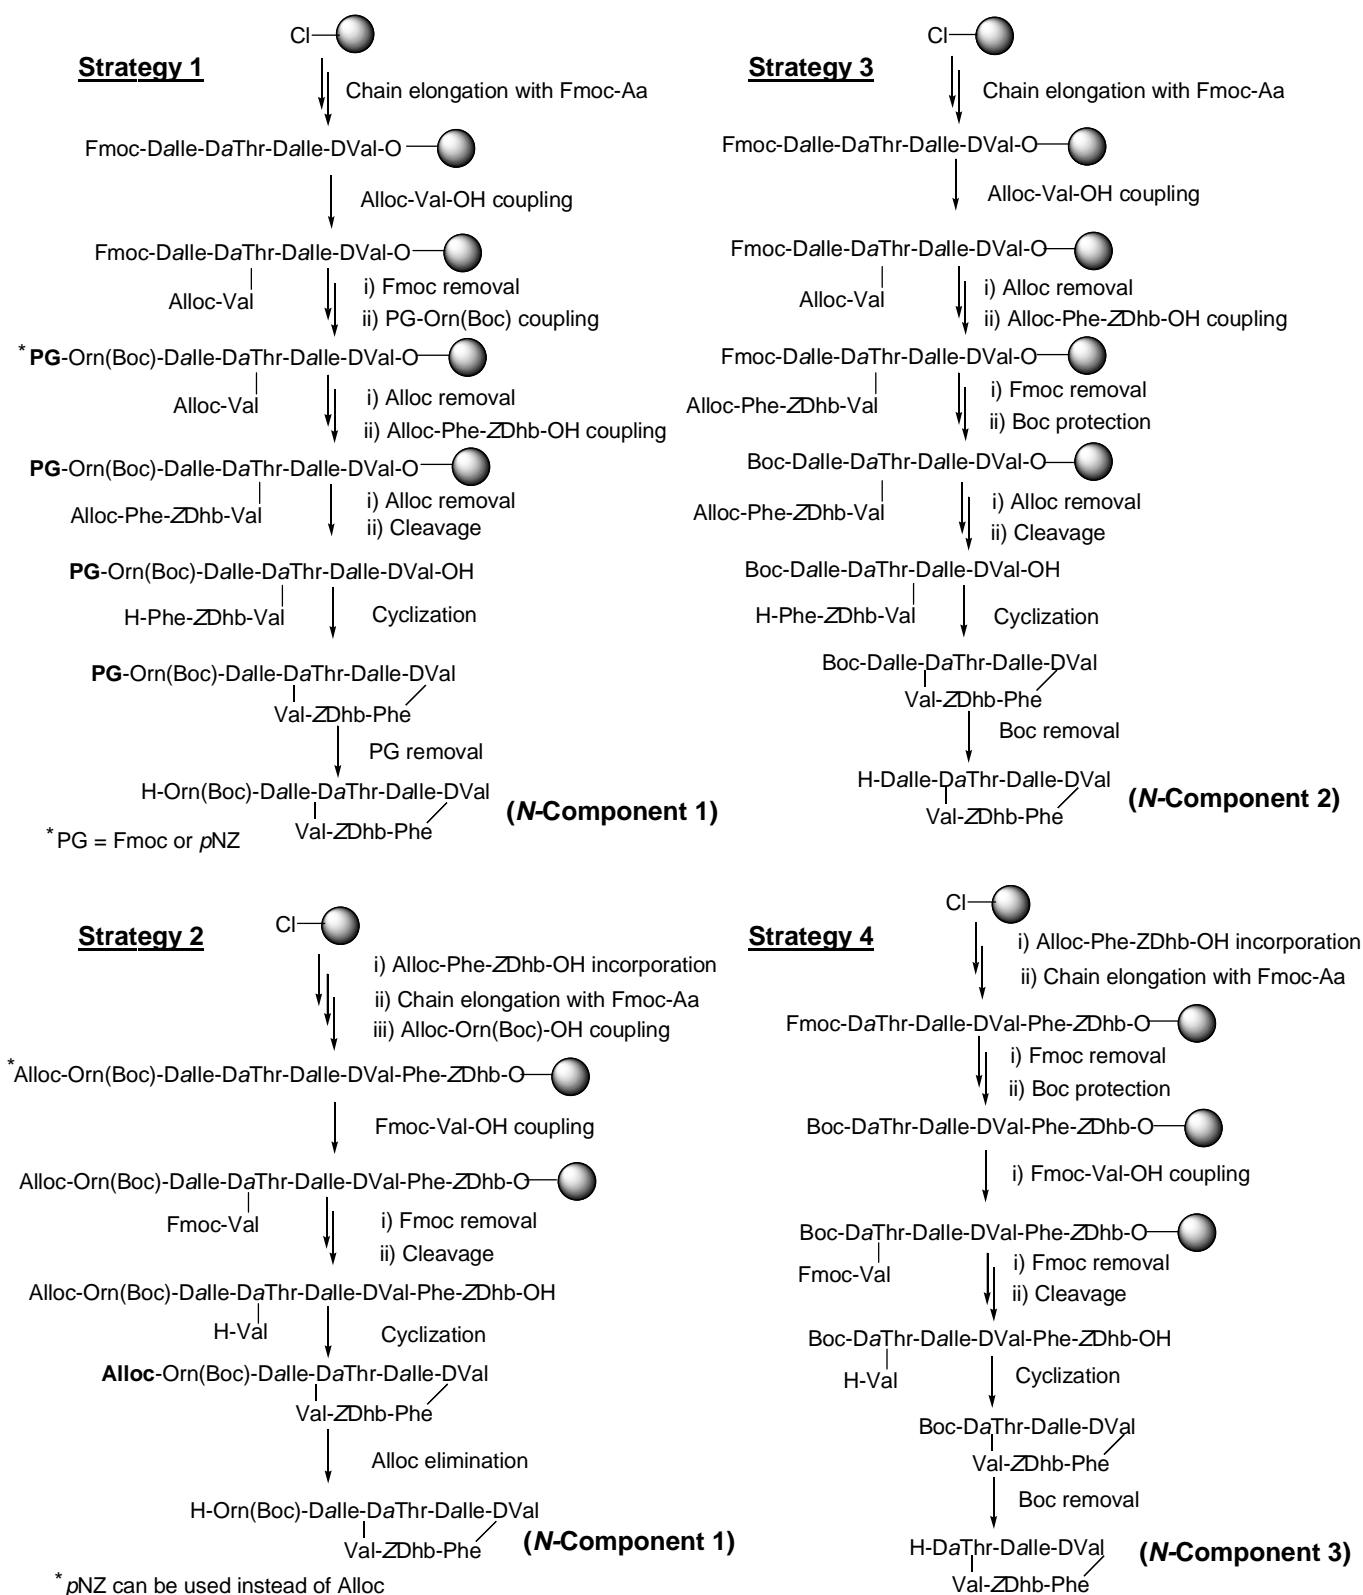 Strategy 1
Cl
Chain elongation with Fmoc-Aa
Fmoc-DaIle-DaThr-DaIle-DVal-O
Alloc-Val-OH coupling
Fmoc-DaIle-DaThr-DaIle-DVal-O
Alloc-Val
i) Fmoc removal
ii) PG-Orn(Boc) coupling
*PG-Orn(Boc)-DaIle-DaThr-DaIle-DVal-O
Alloc-Val
i) Alloc removal
ii) Alloc-Phe-ZDhb-OH coupling
PG-Orn(Boc)-DaIle-DaThr-DaIle-DVal-O
Alloc-Phe-ZDhb-Val
i) Alloc removal
ii) Cleavage
PG-Orn(Boc)-DaIle-DaThr-DaIle-DVal-OH
H-Phe-ZDhb-Val
Cyclization
PG-Orn(Boc)-DaIle-DaThr-DaIle-DVal
Val-ZDhb-Phe
PG removal
H-Orn(Boc)-DaIle-DaThr-DaIle-DVal
Val-ZDhb-Phe
(N-Component 1)
*PG = Fmoc or pNZ
Strategy 3
Cl
Chain elongation with Fmoc-Aa
Fmoc-DaIle-DaThr-DaIle-DVal-O
Alloc-Val-OH coupling
Fmoc-DaIle-DaThr-DaIle-DVal-O
Alloc-Val
i) Alloc removal
ii) Alloc-Phe-ZDhb-OH coupling
Fmoc-DaIle-DaThr-DaIle-DVal-O
Alloc-Phe-ZDhb-Val
i) Fmoc removal
ii) Boc protection
Boc-DaIle-DaThr-DaIle-DVal-O
Alloc-Phe-ZDhb-Val
i) Alloc removal
ii) Cleavage
Boc-DaIle-DaThr-DaIle-DVal-OH
H-Phe-ZDhb-Val
Cyclization
Boc-DaIle-DaThr-DaIle-DVal
Val-ZDhb-Phe
Boc removal
H-DaIle-DaThr-DaIle-DVal
Val-ZDhb-Phe
(N-Component 2)
Strategy 2
Cl
i) Alloc-Phe-ZDhb-OH incorporation
ii) Chain elongation with Fmoc-Aa
iii) Alloc-Orn(Boc)-OH coupling
*Alloc-Orn(Boc)-DaIle-DaThr-DaIle-DVal-Phe-ZDhb-O
Fmoc-Val-OH coupling
Alloc-Orn(Boc)-DaIle-DaThr-DaIle-DVal-Phe-ZDhb-O
Fmoc-Val
i) Fmoc removal
ii) Cleavage
Alloc-Orn(Boc)-DaIle-DaThr-DaIle-DVal-Phe-ZDhb-OH
H-Val
Cyclization
Alloc-Orn(Boc)-DaIle-DaThr-DaIle-DVal
Val-ZDhb-Phe
Alloc elimination
H-Orn(Boc)-DaIle-DaThr-DaIle-DVal
Val-ZDhb-Phe
(N-Component 1)
*pNZ can be used instead of Alloc
Strategy 4
Cl
i) Alloc-Phe-ZDhb-OH incorporation
ii) Chain elongation with Fmoc-Aa
Fmoc-DaThr-DaIle-DVal-Phe-ZDhb-O
i) Fmoc removal
ii) Boc protection
Boc-DaThr-DaIle-DVal-Phe-ZDhb-O
i) Fmoc-Val-OH coupling
Boc-DaThr-DaIle-DVal-Phe-ZDhb-O
Fmoc-Val
i) Fmoc removal
ii) Cleavage
Boc-DaThr-DaIle-DVal-Phe-ZDhb-OH
H-Val
Cyclization
Boc-DaThr-DaIle-DVal
Val-ZDhb-Phe
Boc removal
H-DaThr-DaIle-DVal
Val-ZDhb-Phe
(N-Component 3)